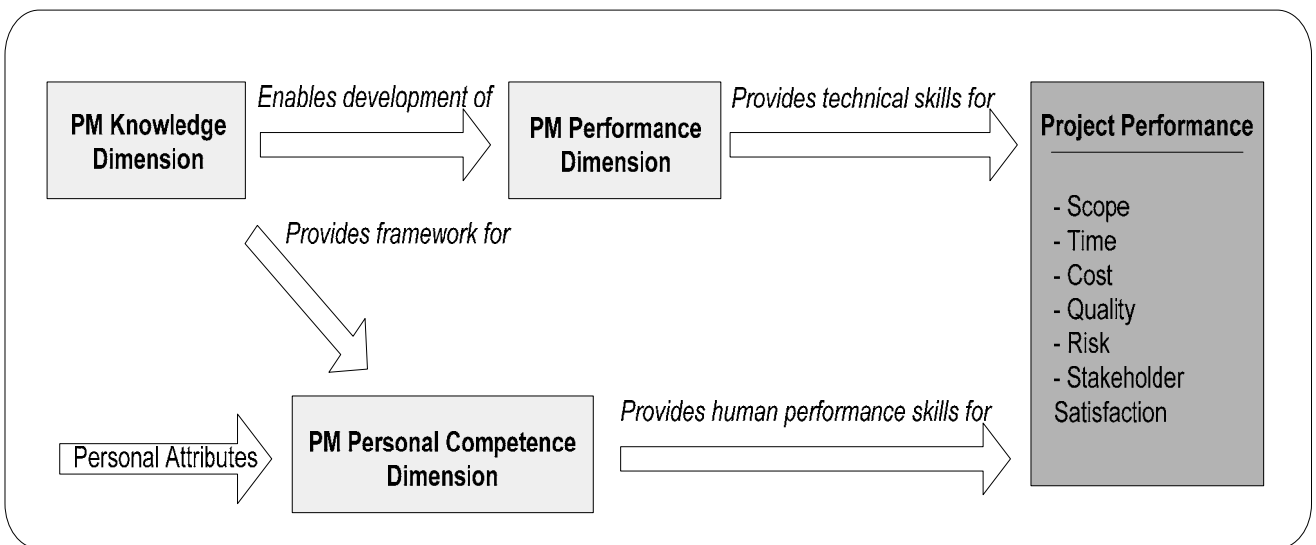 Enables development of
Provides technical skills for
PM Knowledge
Dimension
PM Performance
Dimension
Project Performance
- Scope
- Time
- Cost
- Quality
- Risk
- Stakeholder
Satisfaction
Provides framework for
Personal Attributes
PM Personal Competence
Dimension
Provides human performance skills for